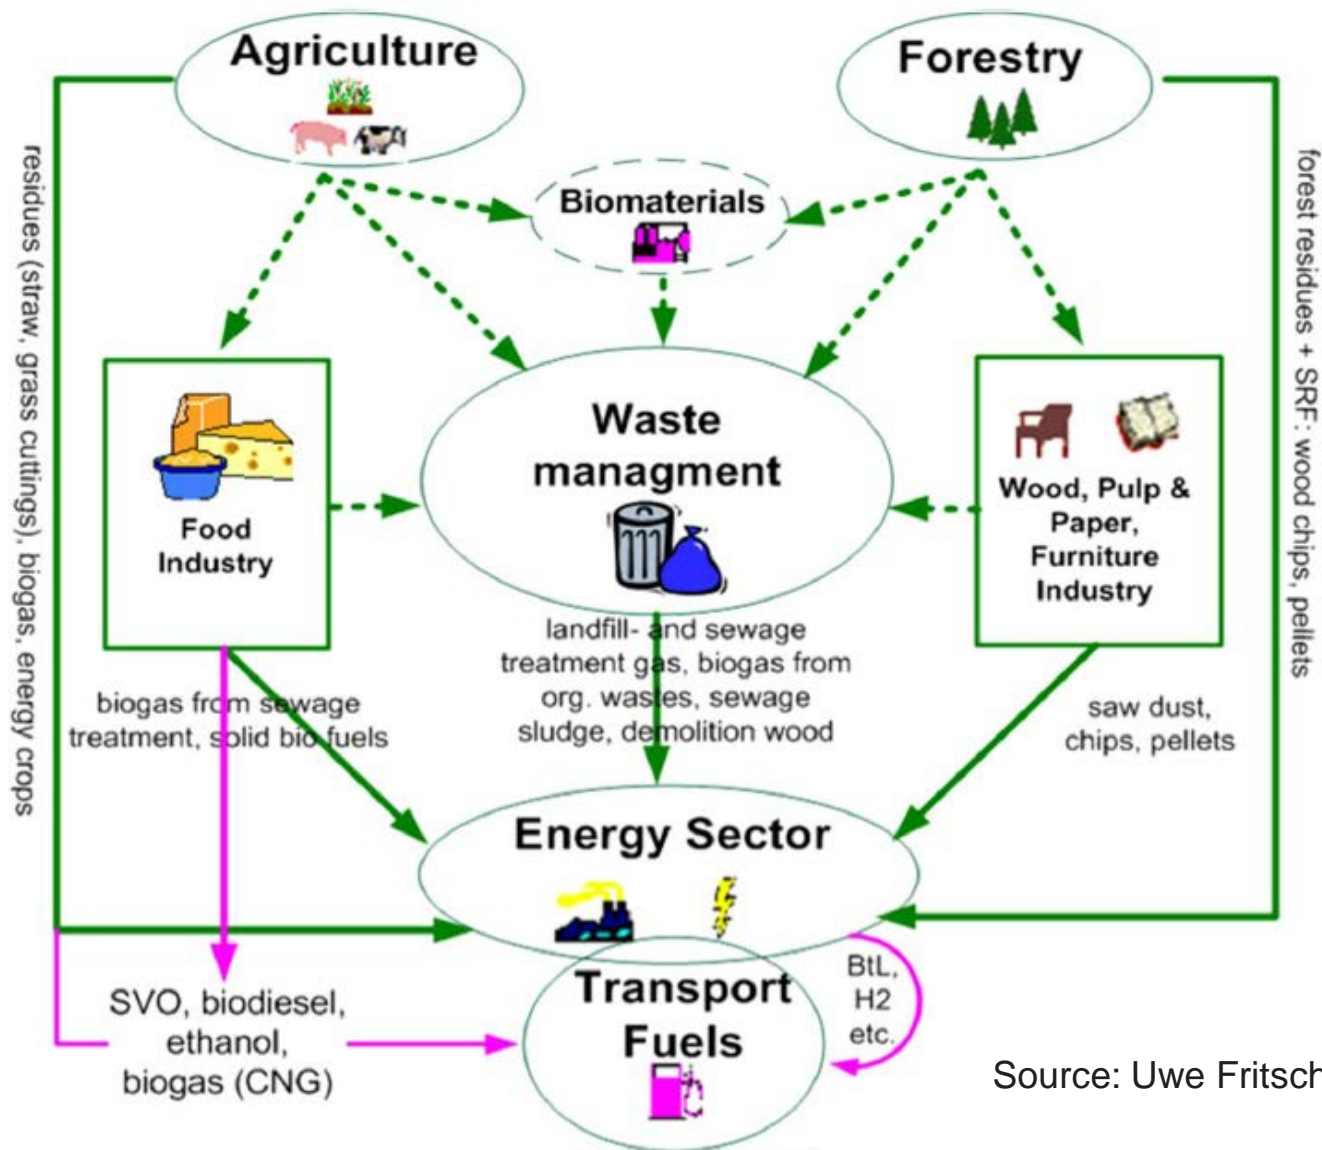 Agriculture
Forestry
Biomaterials
residues (straw, grass cuttings), biogas, energy crops
forest residues + SRF: wood chips, pellets
Waste
managment
Food
Industry
Wood, Pulp &
Paper,
Furniture
Industry
landfill- and sewage
treatment gas, biogas from
org. wastes, sewage
sludge, demolition wood
biogas from sewage
treatment, solid bio fuels
saw dust,
chips, pellets
Energy Sector
Transport
Fuels
BtL,
H2
etc.
SVO, biodiesel,
ethanol,
biogas (CNG)
Source: Uwe Fritsch